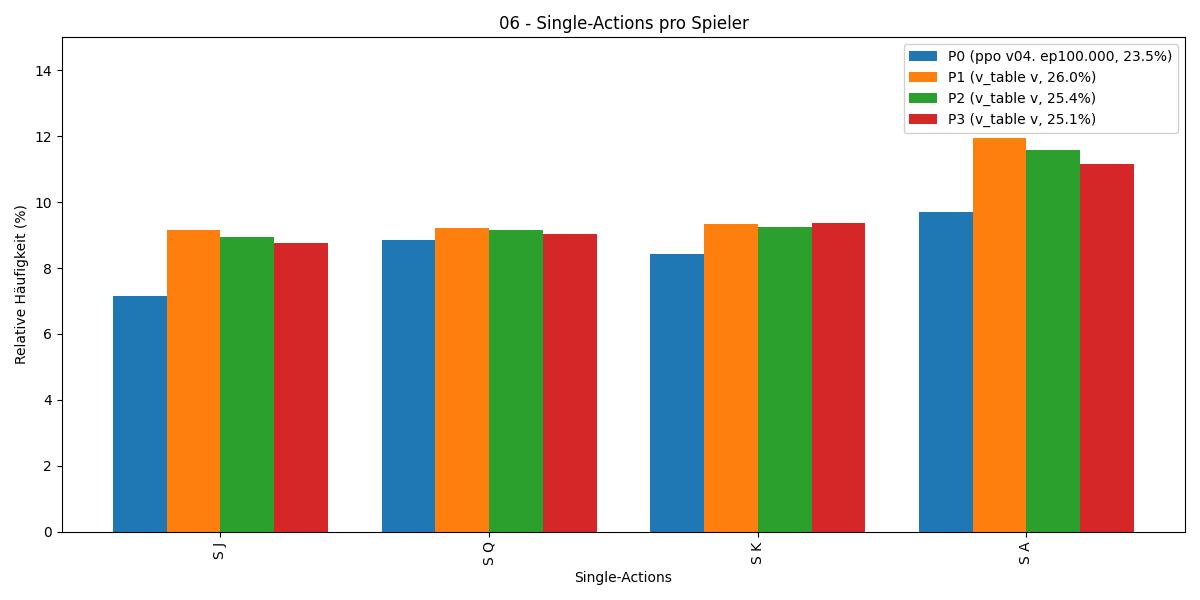 06 - Single-Actions pro Spieler
P0 (ppo v04. ep100.000, 23.5%)
P1 (v_table v, 26.0%)
P2 (v_table v, 25.4%)
P3 (v_table v, 25.1%)
Relative Häufigkeit (%)
14
12
10
8
6
4
2
0
S J
S Q
S K
S A
Single-Actions